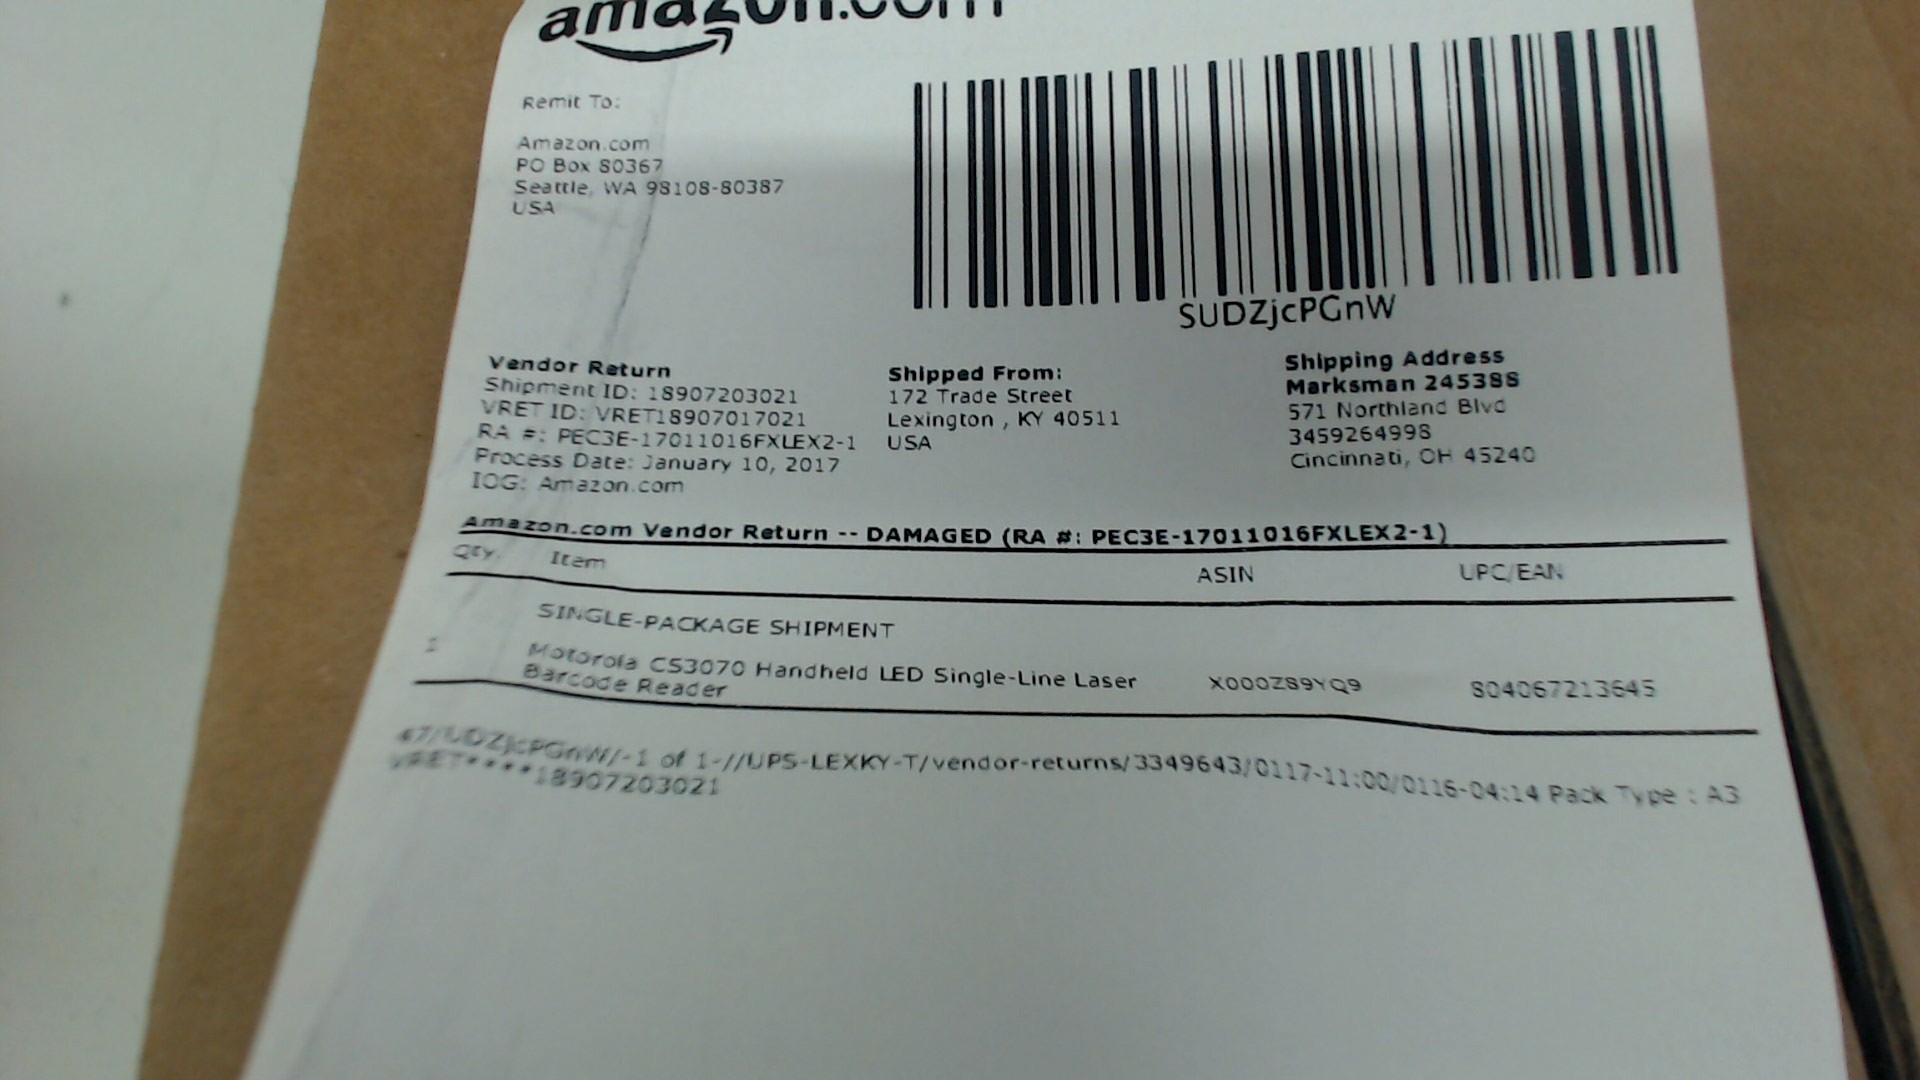 amazon.com
Remit To:
Amazon.com
PO Box 80367
Seattle, WA 98108-80387
USA
SUDZjcPGnW
Vendor Return
Shipment ID: 18907203021
VRET ID: VRET18907017021
RA #: PEC3E-17011016FXLEX2-1
Process Date: January 10, 2017
IOG: Amazon.com
Shipped From:
172 Trade Street
Lexington , KY 40511
USA
Shipping Address
Marksman 245388
571 Northland Blvd
3459264998
Cincinnati, OH 45240
Amazon.com Vendor Return -- DAMAGED (RA #: PEC3E-17011016FXLEX2-1)
Qty. Item ASIN UPC/EAN
SINGLE-PACKAGE SHIPMENT
1 Motorola CS3070 Handheld LED Single-Line Laser X000Z89YQ9 804067213645
Barcode Reader
47/UDZjcPGnW/-1 of 1-//UPS-LEXKY-T/vendor-returns/3349643/0117-11:00/0116-04:14 Pack Type : A3
VRET****18907203021